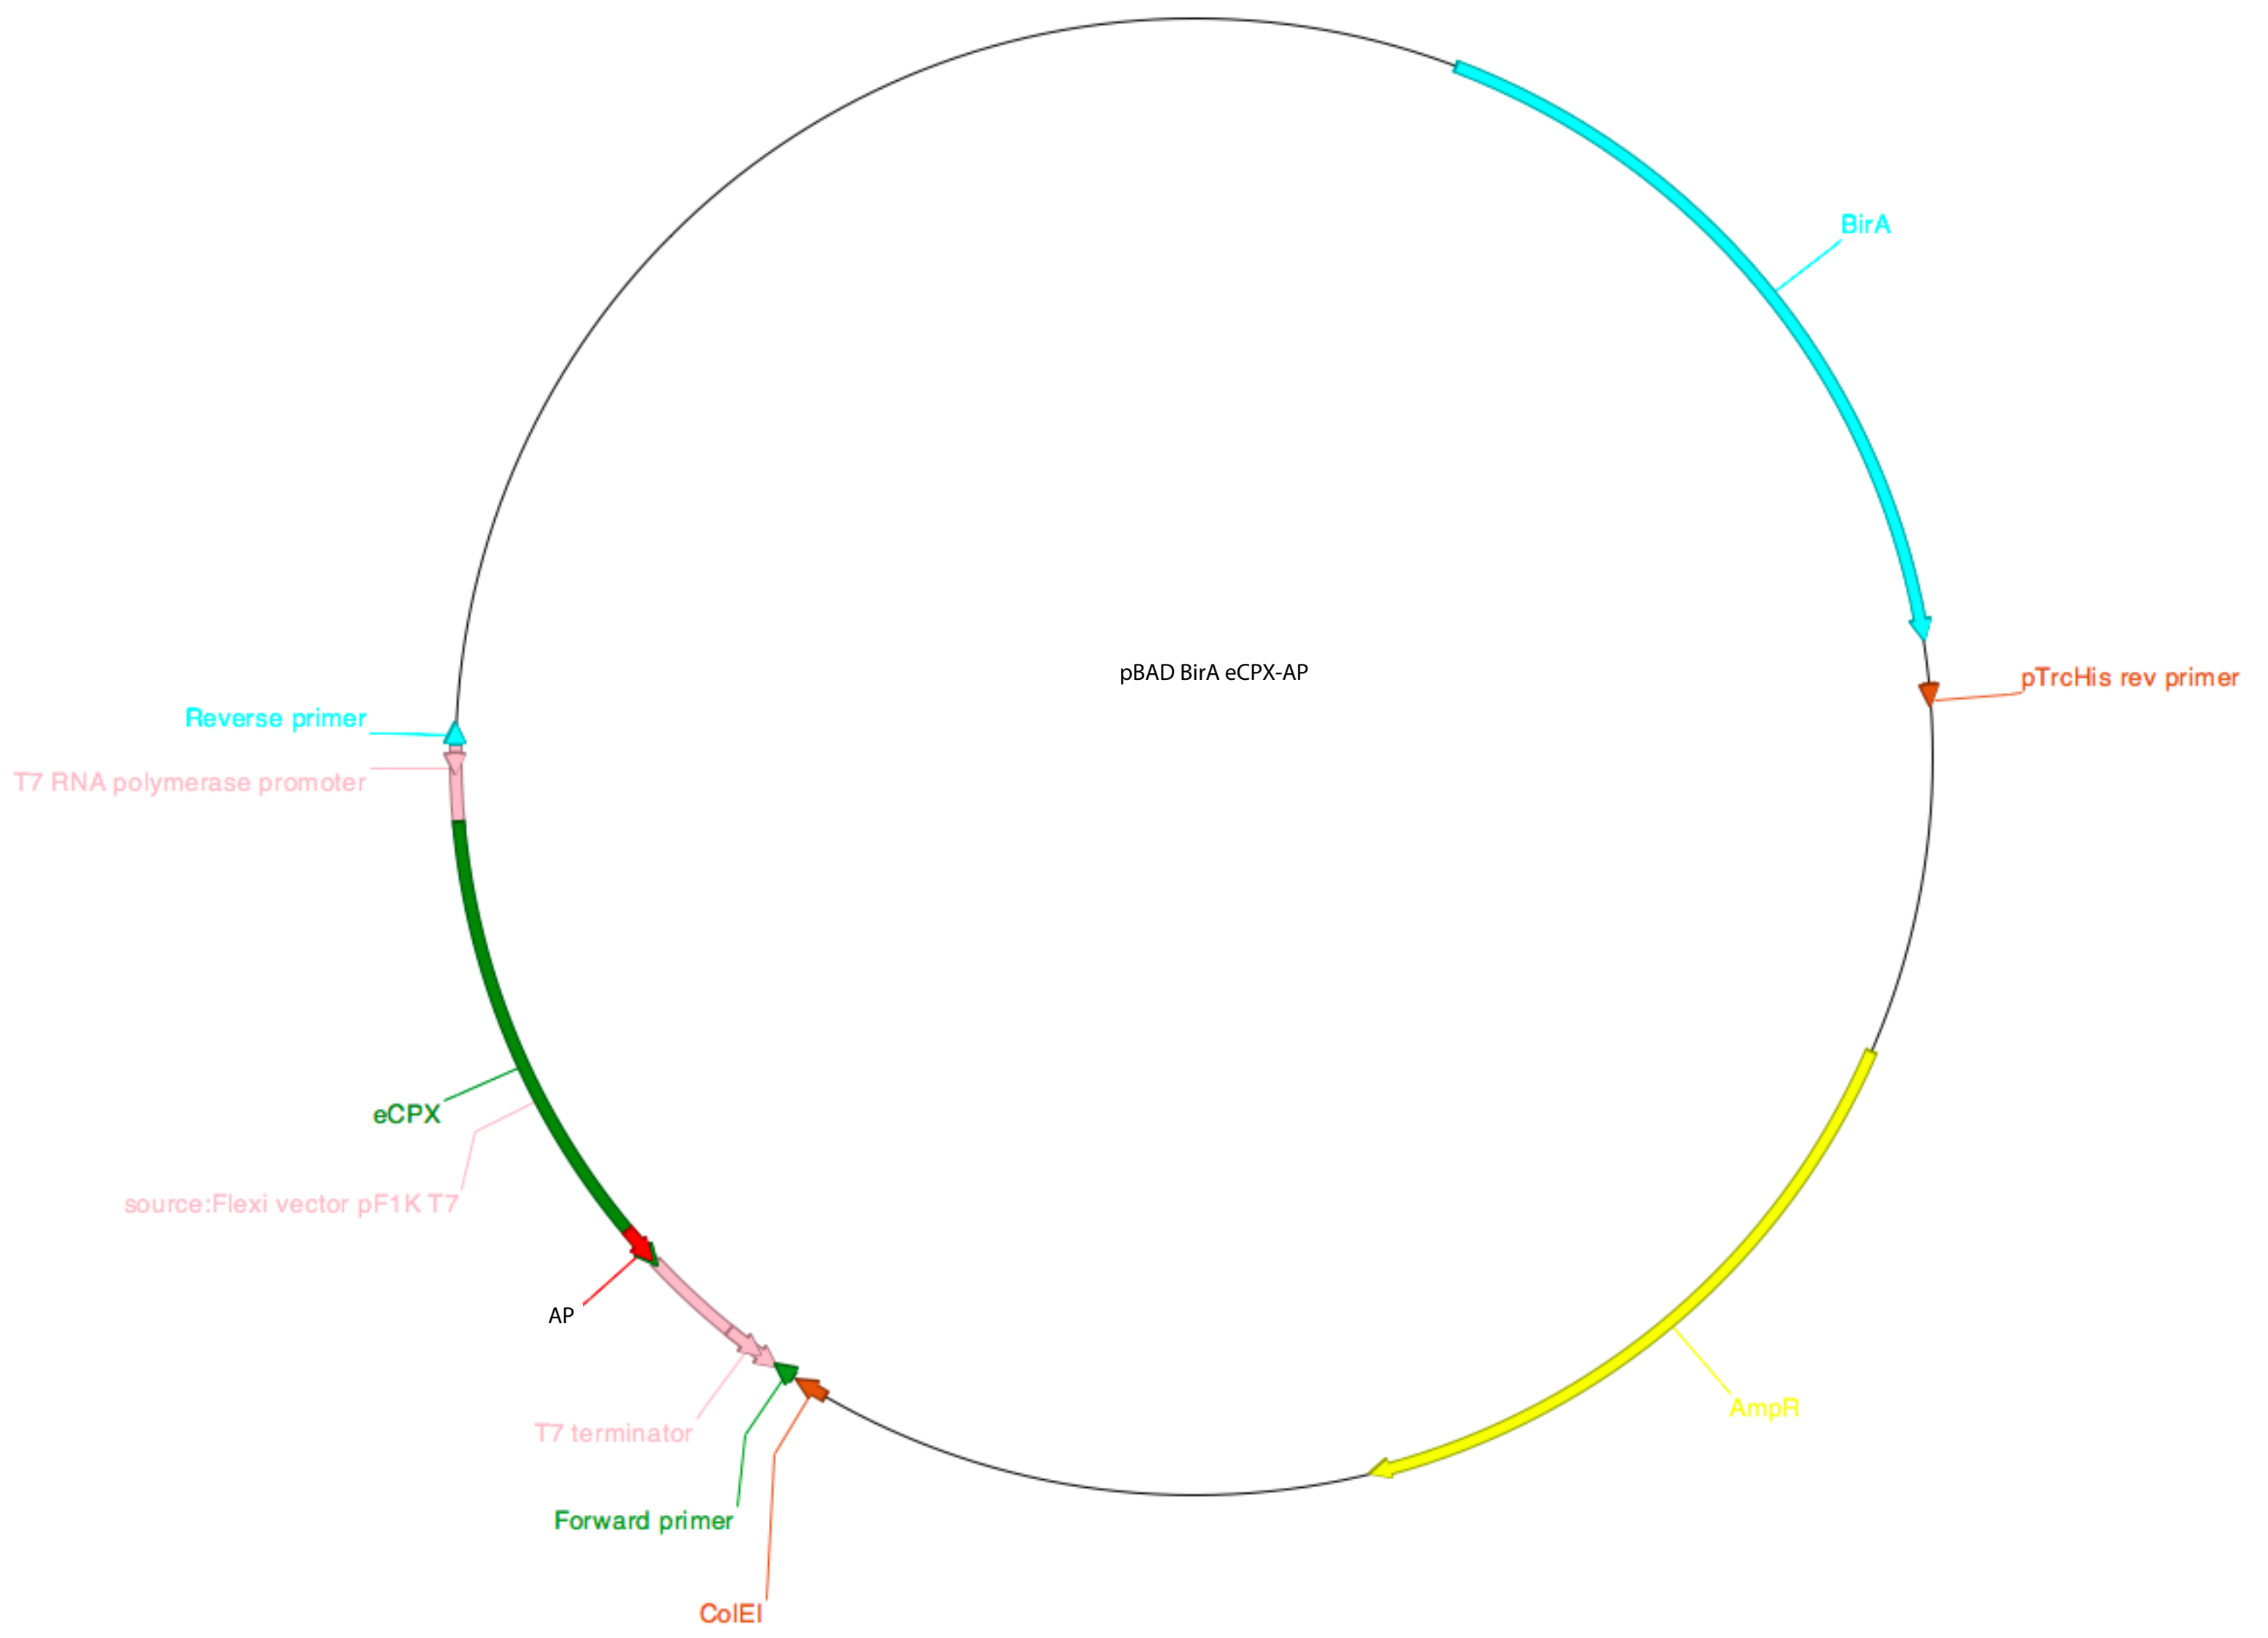 BirA
pBAD BirA eCPX-AP
pTrcHis rev primer
Reverse primer
T7 RNA polymerase promoter
eCPX
source:Flexi vector pF1K T7
AP
AmpR
T7 terminator
Forward primer
ColEI